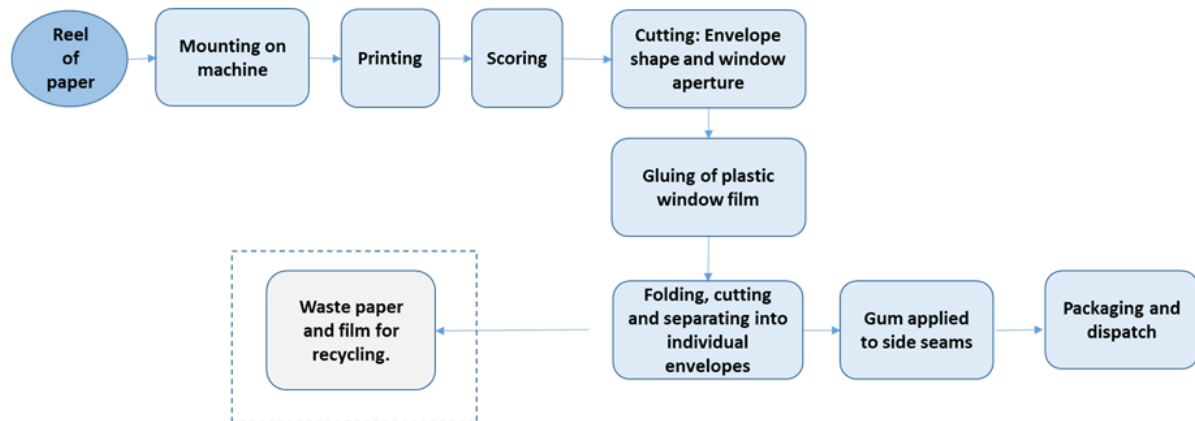 Reel
of
paper
Mounting on
machine
Printing
Scoring
Cutting: Envelope
shape and window
aperture
Gluing of plastic
window film
Folding, cutting
and separating into
individual
envelopes
Gum applied
to side seams
Packaging and
dispatch
Waste paper
and film for
recycling.